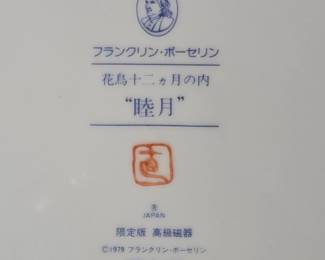 フランクリン・ポーセリン
花鳥十二ヵ月の内
“睦月”
JAPAN
限定版 高級磁器
©1979 フランクリン・ポーセリン